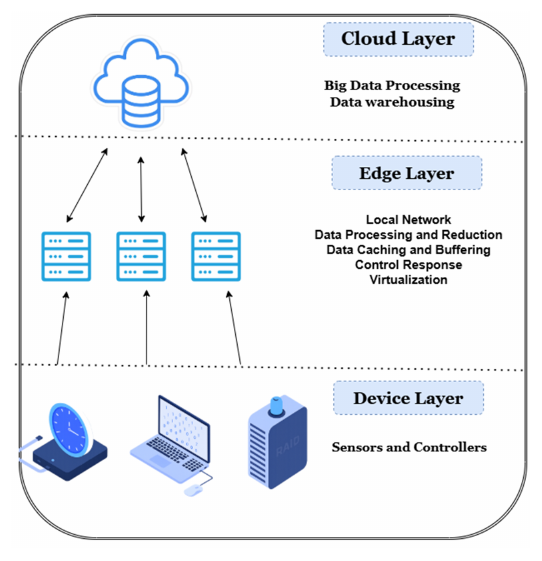 Cloud Layer
Big Data Processing
Data warehousing
Edge Layer
Local Network
Data Processing and Reduction
Data Caching and Buffering
Control Response
Virtualization
Device Layer
Sensors and Controllers
RAID